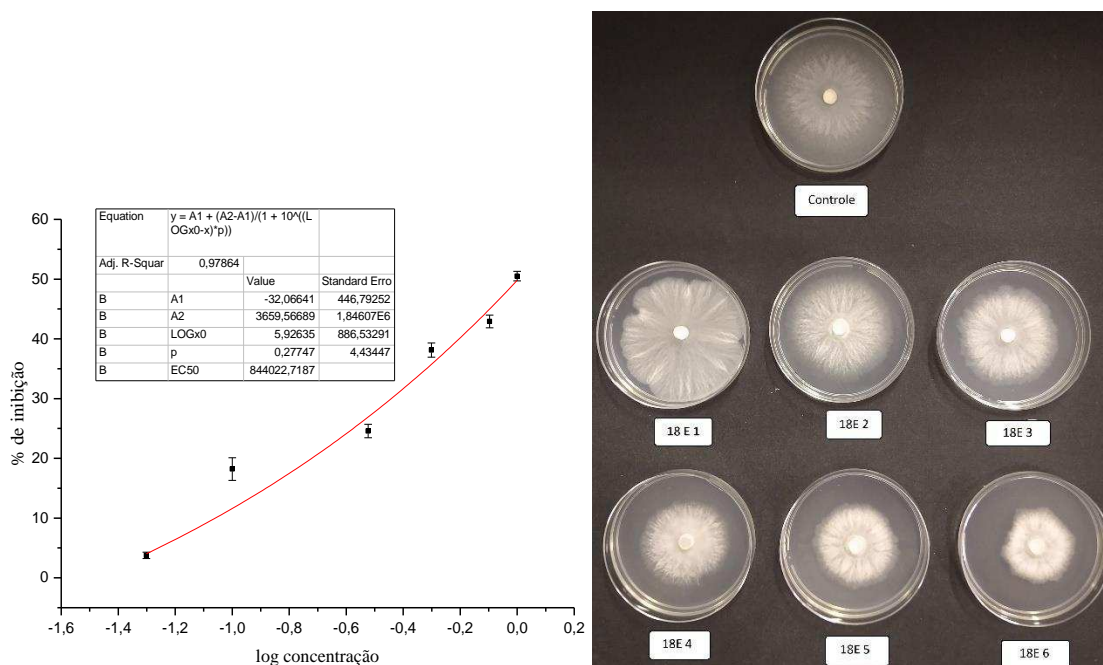 60
50
40
30
20
10
0
% de inibição
-1,6
-1,4
-1,2
-1,0
-0,8
-0,6
-0,4
-0,2
0,0
0,2
log concentração
Equation y = A1 + (A2-A1)/(1 + 10^((L
OGx0-x)*p))
Adj. R-Squar 0,97864
Value Standard Erro
B A1 -32,06641 446,79252
B A2 3659,56689 1,84607E6
B LOGx0 5,92635 886,53291
B p 0,27747 4,43447
B EC50 844022,7187
Controle
18 E 1
18E 2
18E 3
18E 4
18E 5
18E 6